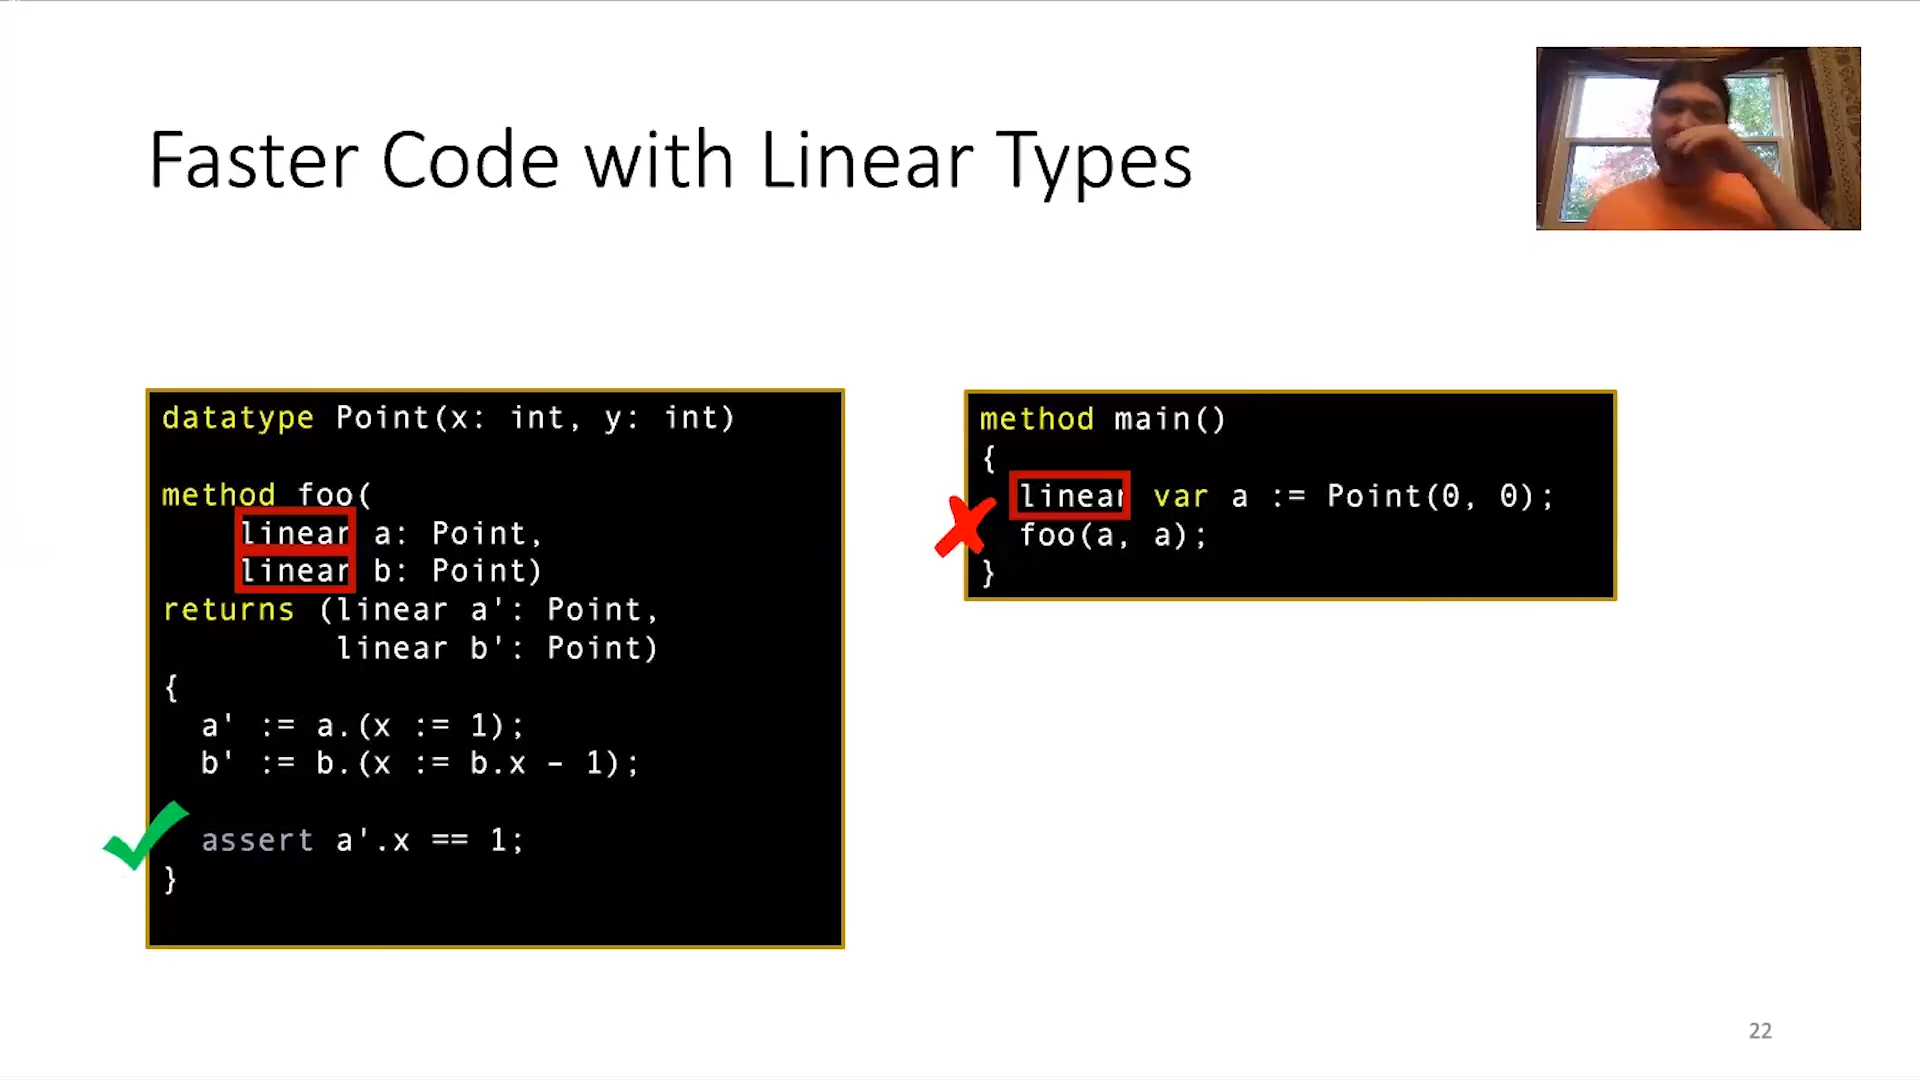 Faster Code with Linear Types
datatype Point(x: int, y: int)
method foo(
linear a: Point,
linear b: Point)
returns (linear a': Point,
linear b': Point)
{
a' := a.(x := 1);
b' := b.(x := b.x - 1);
assert a'.x == 1;
}
method main()
{
linear var a := Point(0, 0);
foo(a, a);
}
22